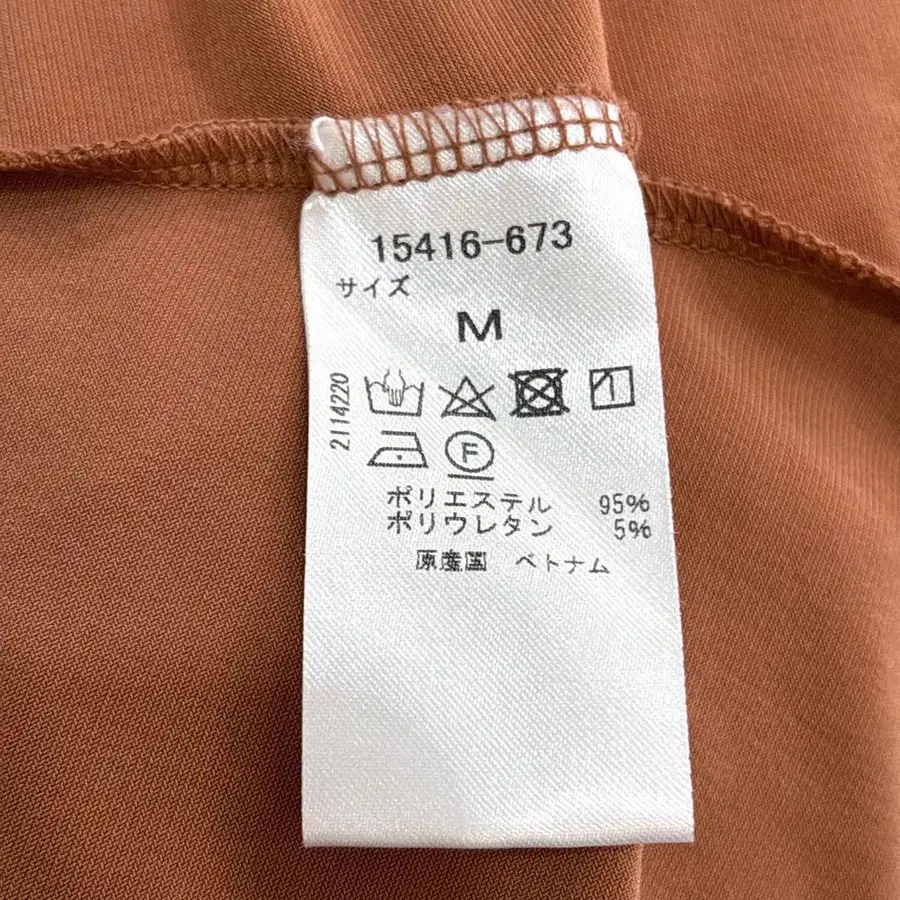 15416-673
サイズ
M
2114220
F
ポリエステル 95%
ポリウレタン 5%
原産国 ベトナム